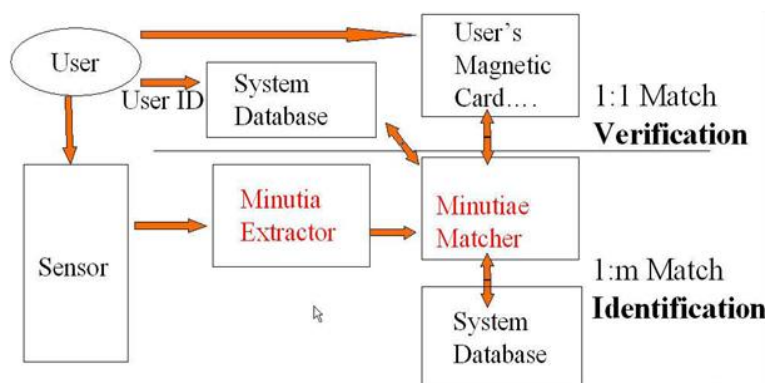 User
User ID
System
Database
User's
Magnetic
Card....
1:1 Match
Verification
Sensor
Minutia
Extractor
Minutiae
Matcher
1:m Match
Identification
System
Database